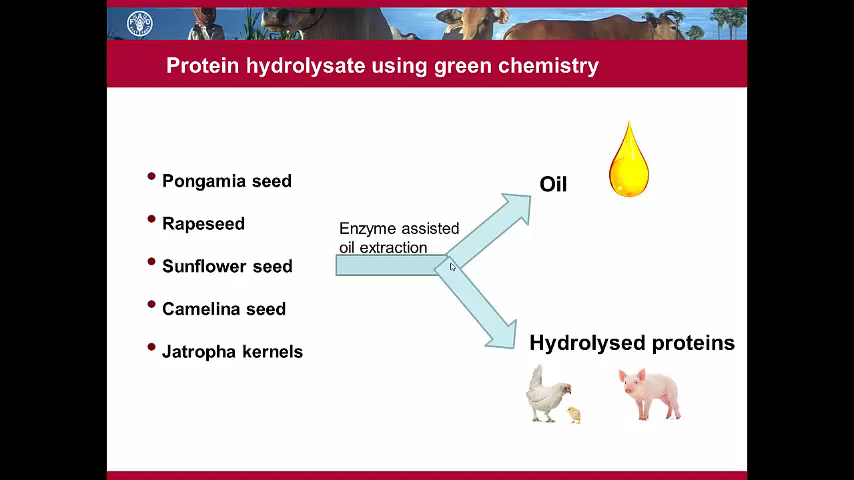 Protein hydrolysate using green chemistry
• Pongamia seed
• Rapeseed
• Sunflower seed
• Camelina seed
• Jatropha kernels
Enzyme assisted
oil extraction
Oil
Hydrolysed proteins